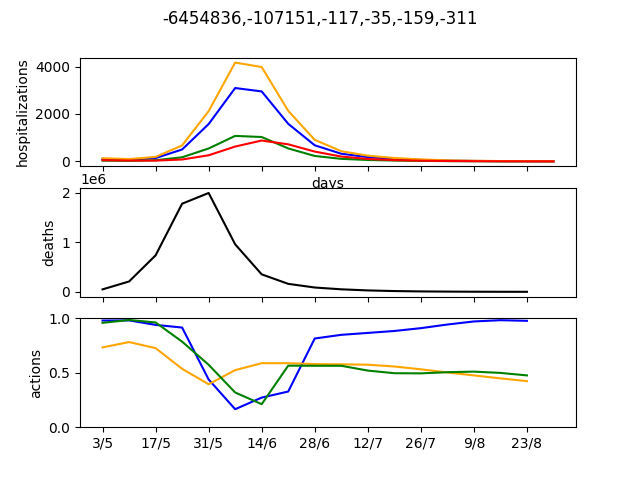 -6454836,-107151,-117,-35,-159,-311
4000
2000
0
hospitalizations
days
1e6
2
1
0
deaths
1.0
0.5
0.0
actions
3/5 17/5 31/5 14/6 28/6 12/7 26/7 9/8 23/8